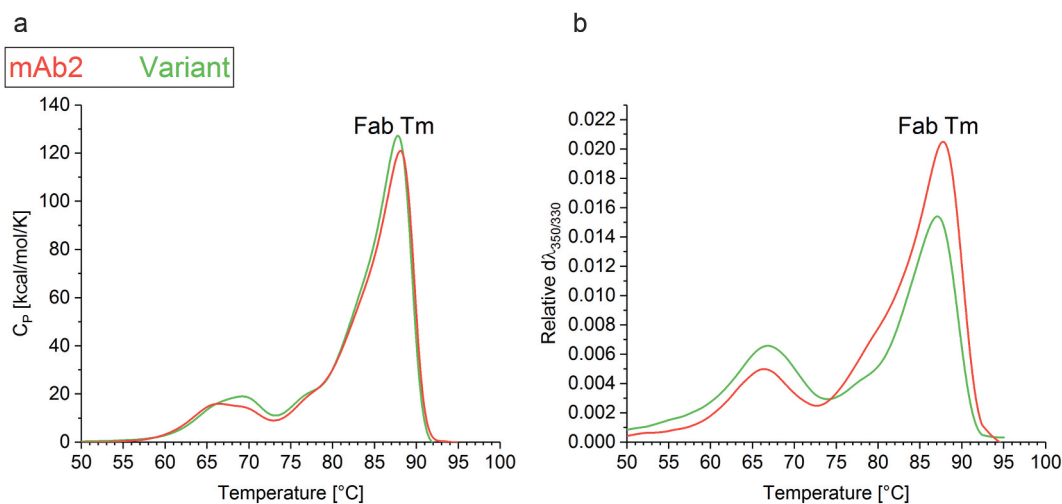 a
b
mAb2 Variant
140
120
100
80
60
40
20
0
C_P [kcal/mol/K]
Fab Tm
50 55 60 65 70 75 80 85 90 95 100
Temperature [°C]
0.022
0.020
0.018
0.016
0.014
0.012
0.010
0.008
0.006
0.004
0.002
0.000
Relative dλ350/330
Fab Tm
50 55 60 65 70 75 80 85 90 95 100
Temperature [°C]